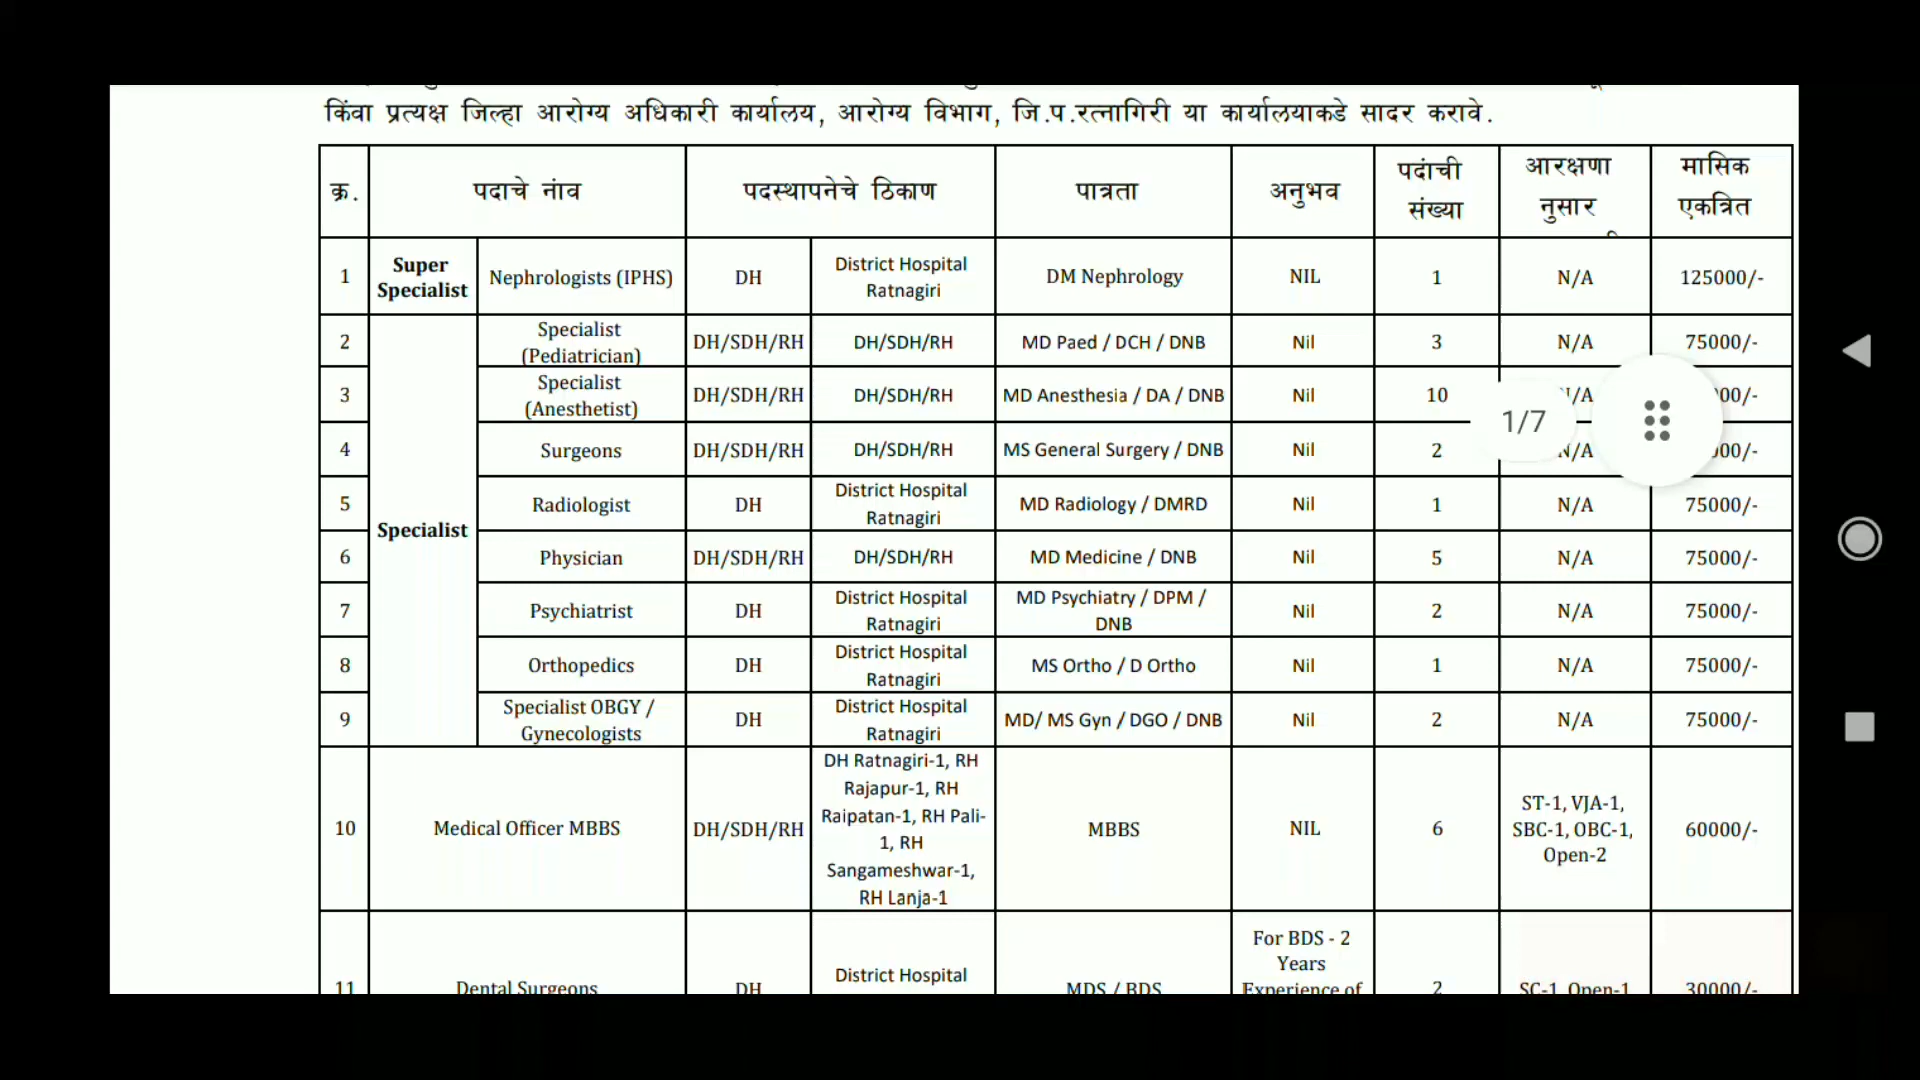 किंवा प्रत्यक्ष जिल्हा आरोग्य अधिकारी कार्यालय, आरोग्य विभाग, जि.प.रत्नागिरी या कार्यालयाकडे सादर करावे.
क्र. पदाचे नांव पदस्थापनेचे ठिकाण पात्रता अनुभव पदांची संख्या आरक्षणा नुसार मासिक एकत्रित
1 Super Specialist Nephrologists (IPHS) DH District Hospital Ratnagiri DM Nephrology NIL 1 N/A 125000/-
2 Specialist (Pediatrician) DH/SDH/RH DH/SDH/RH MD Paed / DCH / DNB Nil 3 N/A 75000/-
3 Specialist (Anesthetist) DH/SDH/RH DH/SDH/RH MD Anesthesia / DA / DNB Nil 10
1/7
4 Surgeons DH/SDH/RH DH/SDH/RH MS General Surgery / DNB Nil 2
5 Radiologist DH District Hospital Ratnagiri MD Radiology / DMRD Nil 1 N/A 75000/-
Specialist
6 Physician DH/SDH/RH DH/SDH/RH MD Medicine / DNB Nil 5 N/A 75000/-
7 Psychiatrist DH District Hospital Ratnagiri MD Psychiatry / DPM / DNB Nil 2 N/A 75000/-
8 Orthopedics DH District Hospital Ratnagiri MS Ortho / D Ortho Nil 1 N/A 75000/-
9 Specialist OBGY / Gynecologists DH District Hospital Ratnagiri MD/ MS Gyn / DGO / DNB Nil 2 N/A 75000/-
10 Medical Officer MBBS DH/SDH/RH DH Ratnagiri-1, RH Rajapur-1, RH Raipatan-1, RH Pali-1, RH Sangameshwar-1, RH Lanja-1 MBBS NIL 6 ST-1, VJA-1, SBC-1, OBC-1, Open-2 60000/-
11 Dental Surgeons DH District Hospital MDS / BDS For BDS - 2 Years Experience of 2 SC-1, Open-1 30000/-